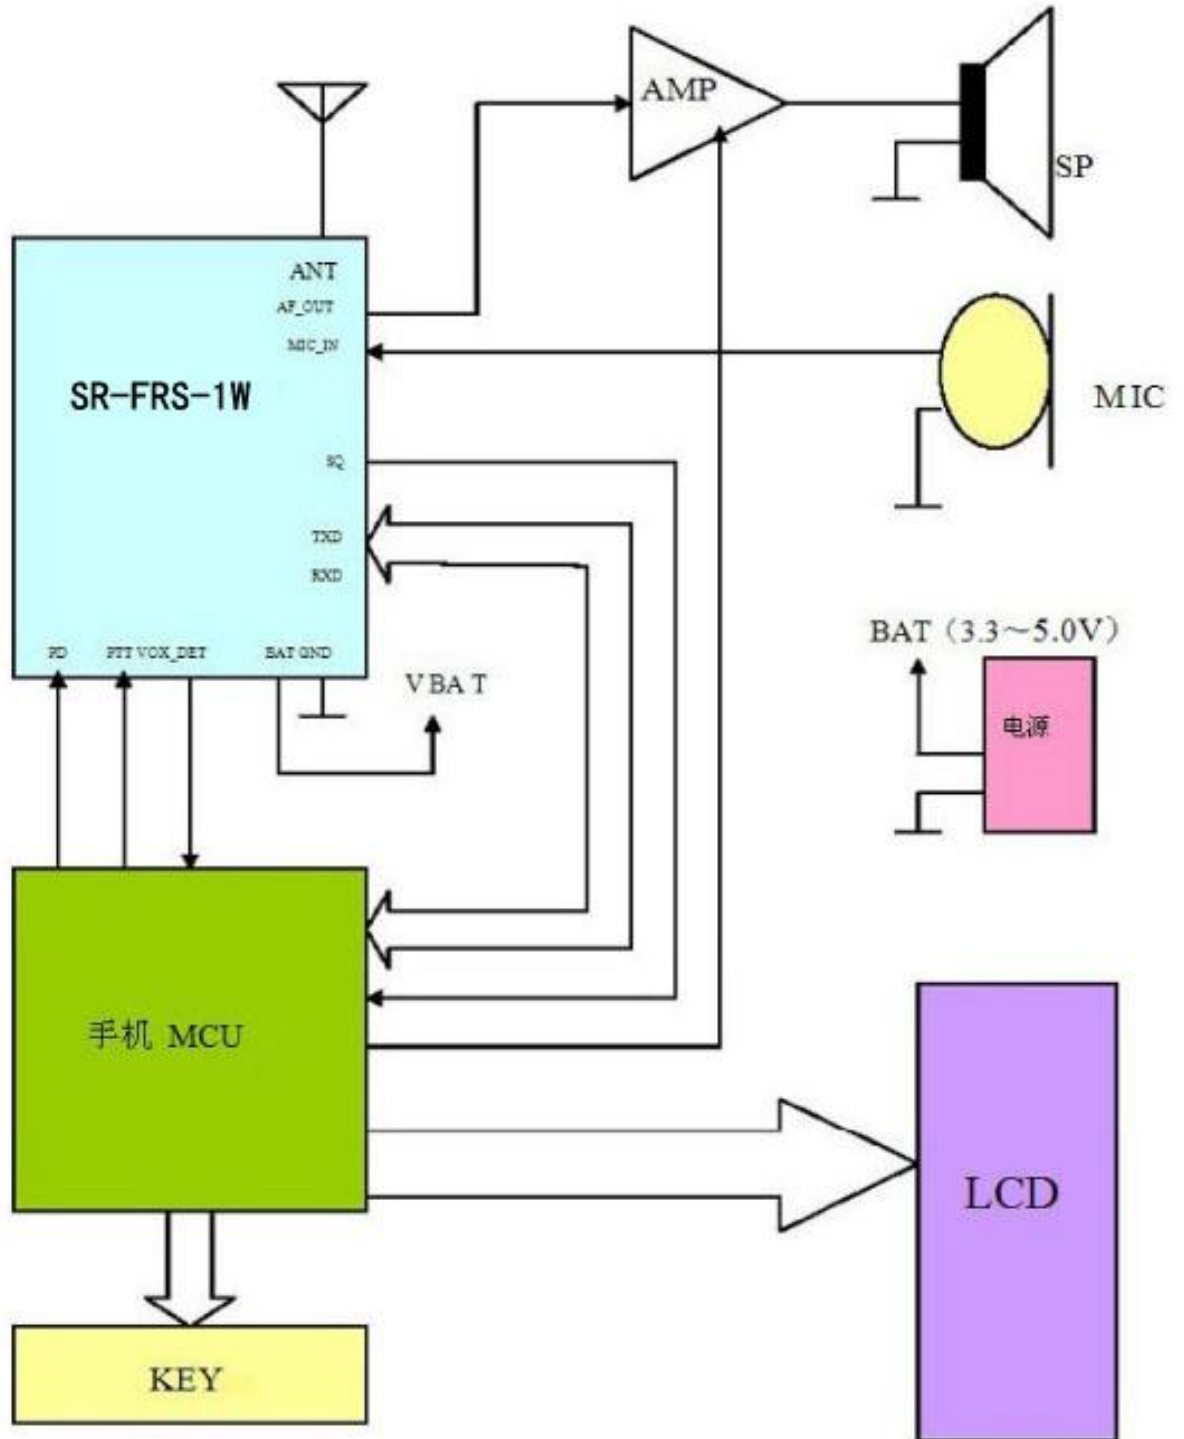 AMP
SP
ANT
AF_OUT
MIC_IN
SR-FRS-1W
MIC
SQ
TXD
RXD
BAT（3.3～5.0V）
PD PTT VOX_DET BAT GND
VBAT
电源
手机 MCU
LCD
KEY